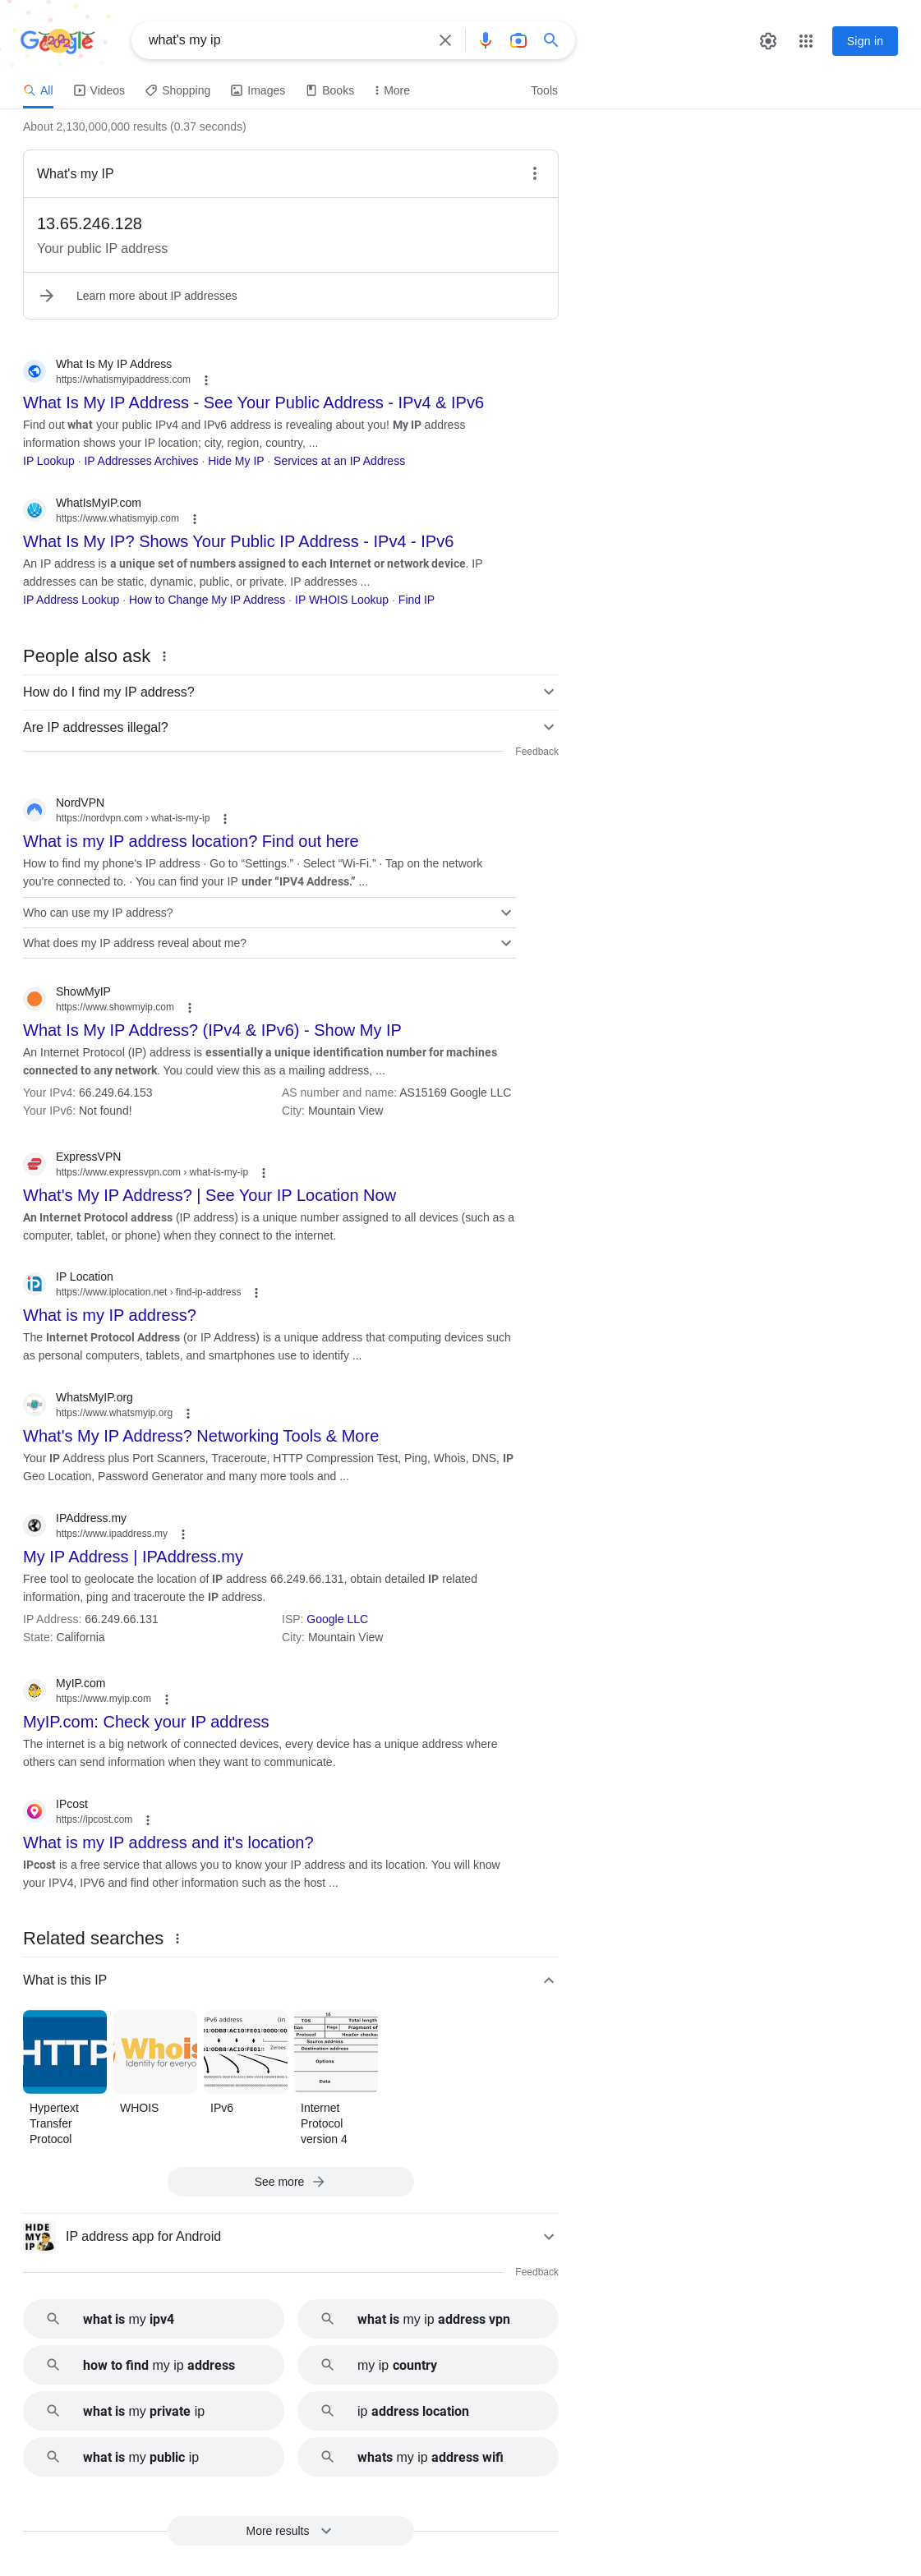 Google
what's my ip
Sign in
All
Videos
Shopping
Images
Books
More
Tools
About 2,130,000,000 results (0.37 seconds)
What's my IP
13.65.246.128
Your public IP address
Learn more about IP addresses
What Is My IP Address
https://whatismyipaddress.com
What Is My IP Address - See Your Public Address - IPv4 & IPv6
Find out what your public IPv4 and IPv6 address is revealing about you! My IP address
information shows your IP location; city, region, country, ...
IP Lookup · IP Addresses Archives · Hide My IP · Services at an IP Address
WhatIsMyIP.com
https://www.whatismyip.com
What Is My IP? Shows Your Public IP Address - IPv4 - IPv6
An IP address is a unique set of numbers assigned to each Internet or network device. IP
addresses can be static, dynamic, public, or private. IP addresses ...
IP Address Lookup · How to Change My IP Address · IP WHOIS Lookup · Find IP
People also ask
How do I find my IP address?
Are IP addresses illegal?
Feedback
NordVPN
https://nordvpn.com › what-is-my-ip
What is my IP address location? Find out here
How to find my phone's IP address · Go to “Settings.” · Select “Wi-Fi.” · Tap on the network
you're connected to. · You can find your IP under “IPV4 Address.” ...
Who can use my IP address?
What does my IP address reveal about me?
ShowMyIP
https://www.showmyip.com
What Is My IP Address? (IPv4 & IPv6) - Show My IP
An Internet Protocol (IP) address is essentially a unique identification number for machines
connected to any network. You could view this as a mailing address, ...
Your IPv4: 66.249.64.153
AS number and name: AS15169 Google LLC
Your IPv6: Not found!
City: Mountain View
ExpressVPN
https://www.expressvpn.com › what-is-my-ip
What's My IP Address? | See Your IP Location Now
An Internet Protocol address (IP address) is a unique number assigned to all devices (such as a
computer, tablet, or phone) when they connect to the internet.
IP Location
https://www.iplocation.net › find-ip-address
What is my IP address?
The Internet Protocol Address (or IP Address) is a unique address that computing devices such
as personal computers, tablets, and smartphones use to identify ...
WhatsMyIP.org
https://www.whatsmyip.org
What's My IP Address? Networking Tools & More
Your IP Address plus Port Scanners, Traceroute, HTTP Compression Test, Ping, Whois, DNS, IP
Geo Location, Password Generator and many more tools and ...
IPAddress.my
https://www.ipaddress.my
My IP Address | IPAddress.my
Free tool to geolocate the location of IP address 66.249.66.131, obtain detailed IP related
information, ping and traceroute the IP address.
IP Address: 66.249.66.131
ISP: Google LLC
State: California
City: Mountain View
MyIP.com
https://www.myip.com
MyIP.com: Check your IP address
The internet is a big network of connected devices, every device has a unique address where
others can send information when they want to communicate.
IPcost
https://ipcost.com
What is my IP address and it's location?
IPcost is a free service that allows you to know your IP address and its location. You will know
your IPV4, IPV6 and find other information such as the host ...
Related searches
What is this IP
HTTP
Whois
Identity for everyo
IPv6 address (in
TOS Total length
Flags Fragment of
Protocol Header checks
Source address
Destination address
Options
Data
Hypertext
Transfer
Protocol
WHOIS
IPv6
Internet
Protocol
version 4
See more
HIDE
MY
IP
IP address app for Android
Feedback
what is my ipv4
what is my ip address vpn
how to find my ip address
my ip country
what is my private ip
ip address location
what is my public ip
whats my ip address wifi
More results